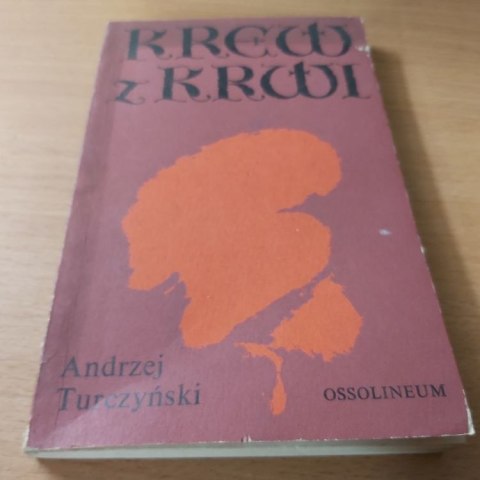 KREW
z KRWI
Andrzej
Turczyński
OSSOLINEUM